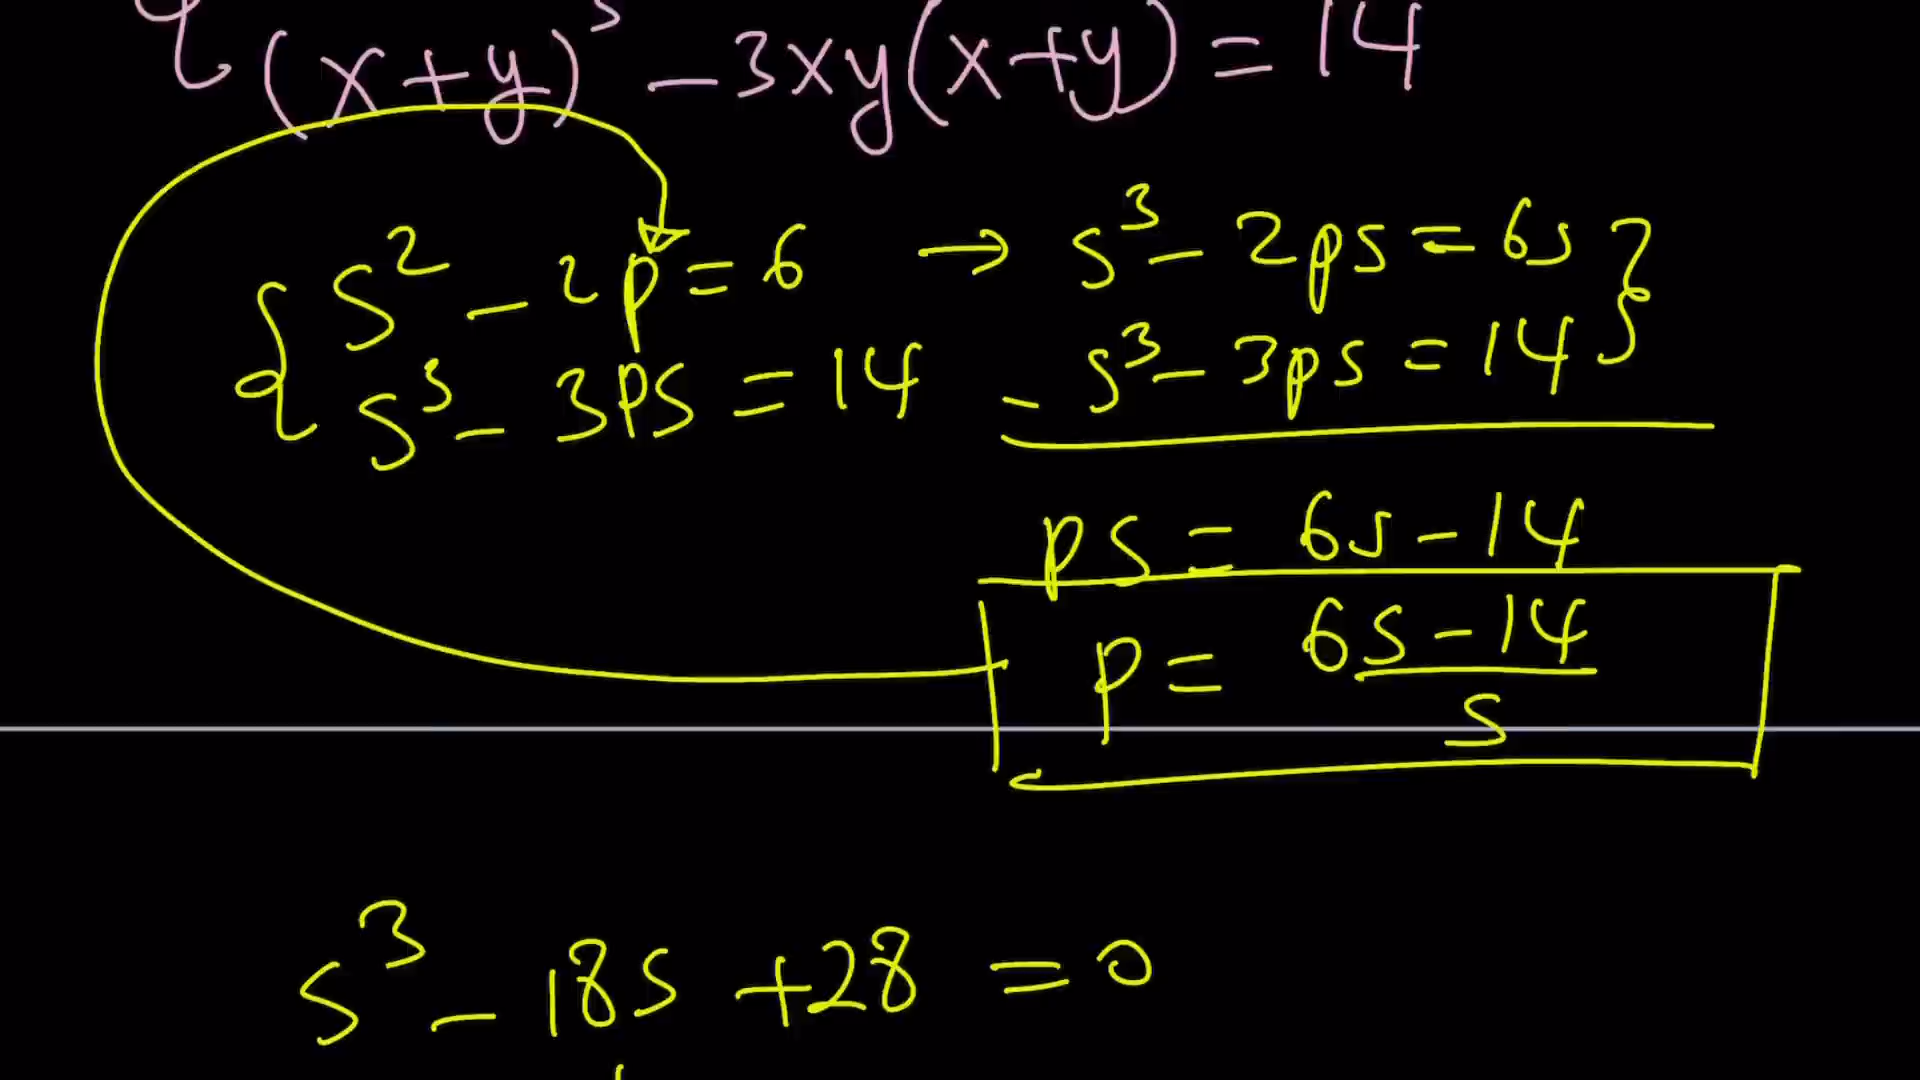 (x+y)³ - 3xy(x+y) = 14
s² - 2p = 6 → s³ - 2ps = 6s
s³ - 3ps = 14 - s³ - 3ps = 14
ps = 6s - 14
p = 6s - 14
s
s³ - 18s + 28 = 0